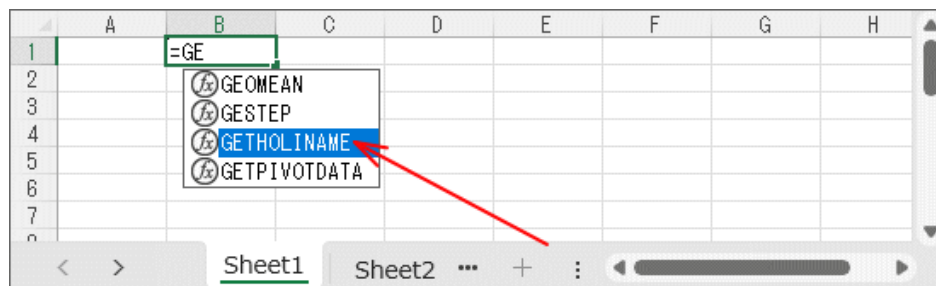 A B C D E F G H
1 =GE
2 GEOMEAN
3 GESTEP
4 GETHOLINAME
5 GETPIVOTDATA
6
7
Sheet1 Sheet2